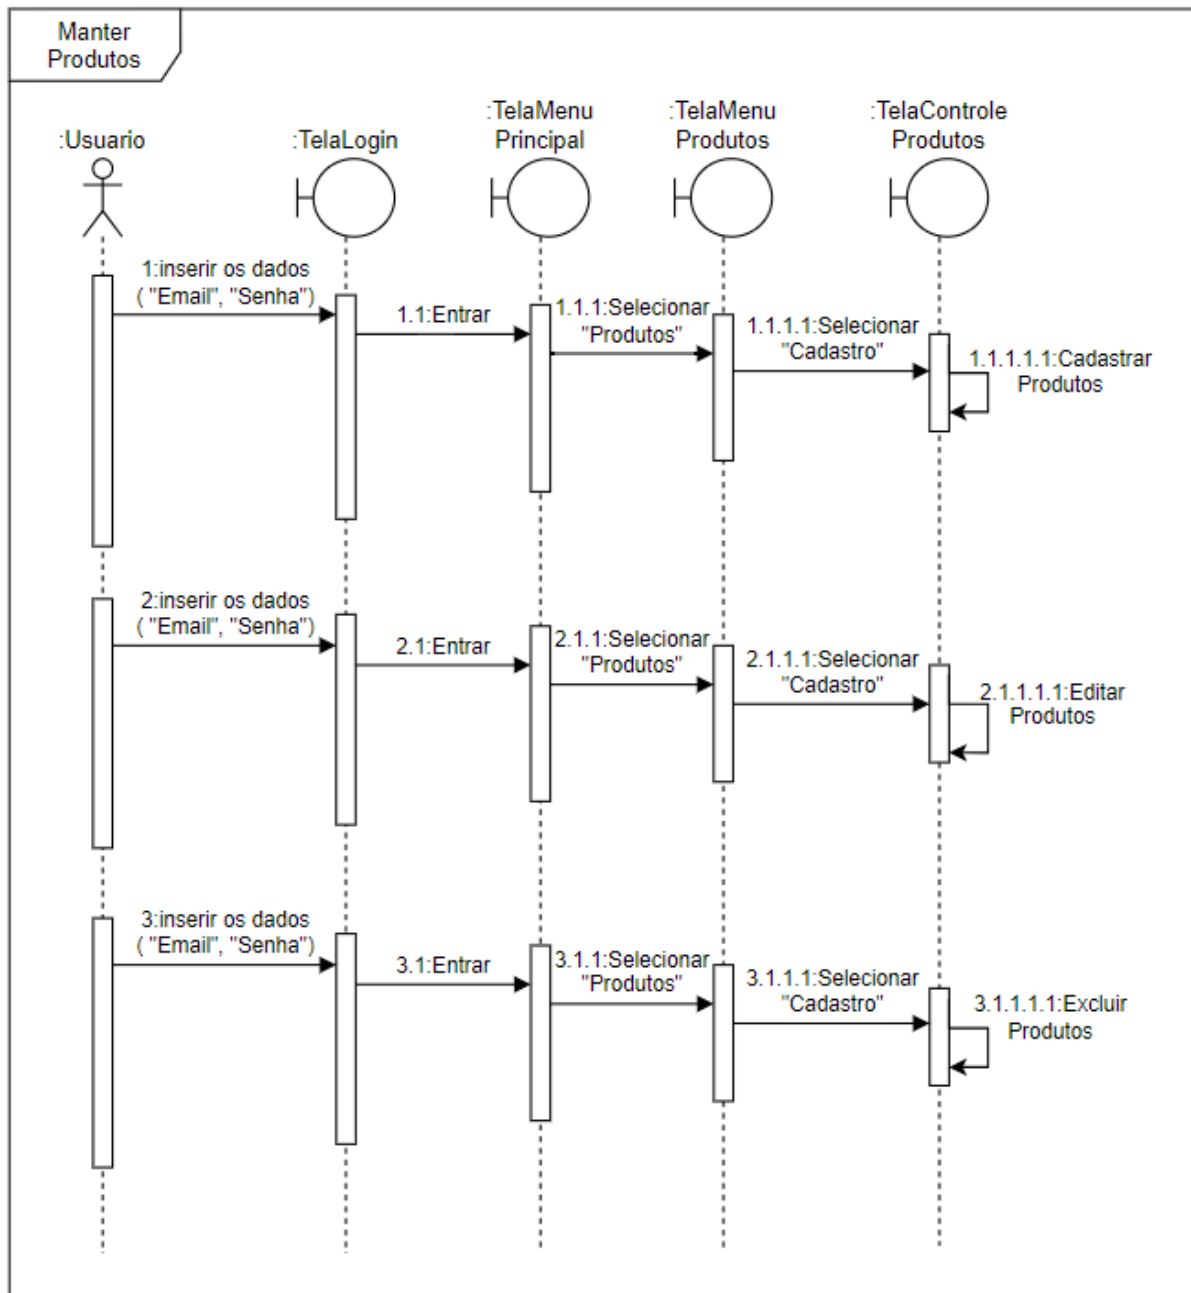 Manter
Produtos
:Usuario
:TelaLogin
:TelaMenu
Principal
:TelaMenu
Produtos
:TelaControle
Produtos
1:inserir os dados
( "Email", "Senha")
1.1:Entrar
1.1.1:Selecionar
"Produtos"
1.1.1.1:Selecionar
"Cadastro"
1.1.1.1.1:Cadastrar
Produtos
2:inserir os dados
( "Email", "Senha")
2.1:Entrar
2.1.1:Selecionar
"Produtos"
2.1.1.1:Selecionar
"Cadastro"
2.1.1.1.1:Editar
Produtos
3:inserir os dados
( "Email", "Senha")
3.1:Entrar
3.1.1:Selecionar
"Produtos"
3.1.1.1:Selecionar
"Cadastro"
3.1.1.1.1:Excluir
Produtos